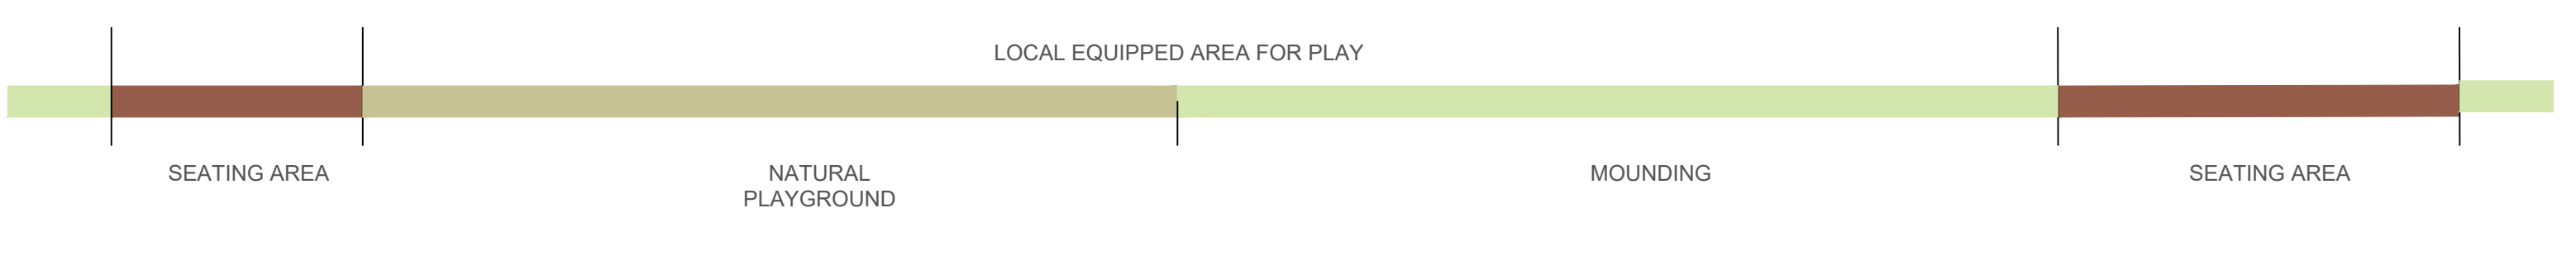 LOCAL EQUIPPED AREA FOR PLAY
SEATING AREA
NATURAL
PLAYGROUND
MOUNDING
SEATING AREA